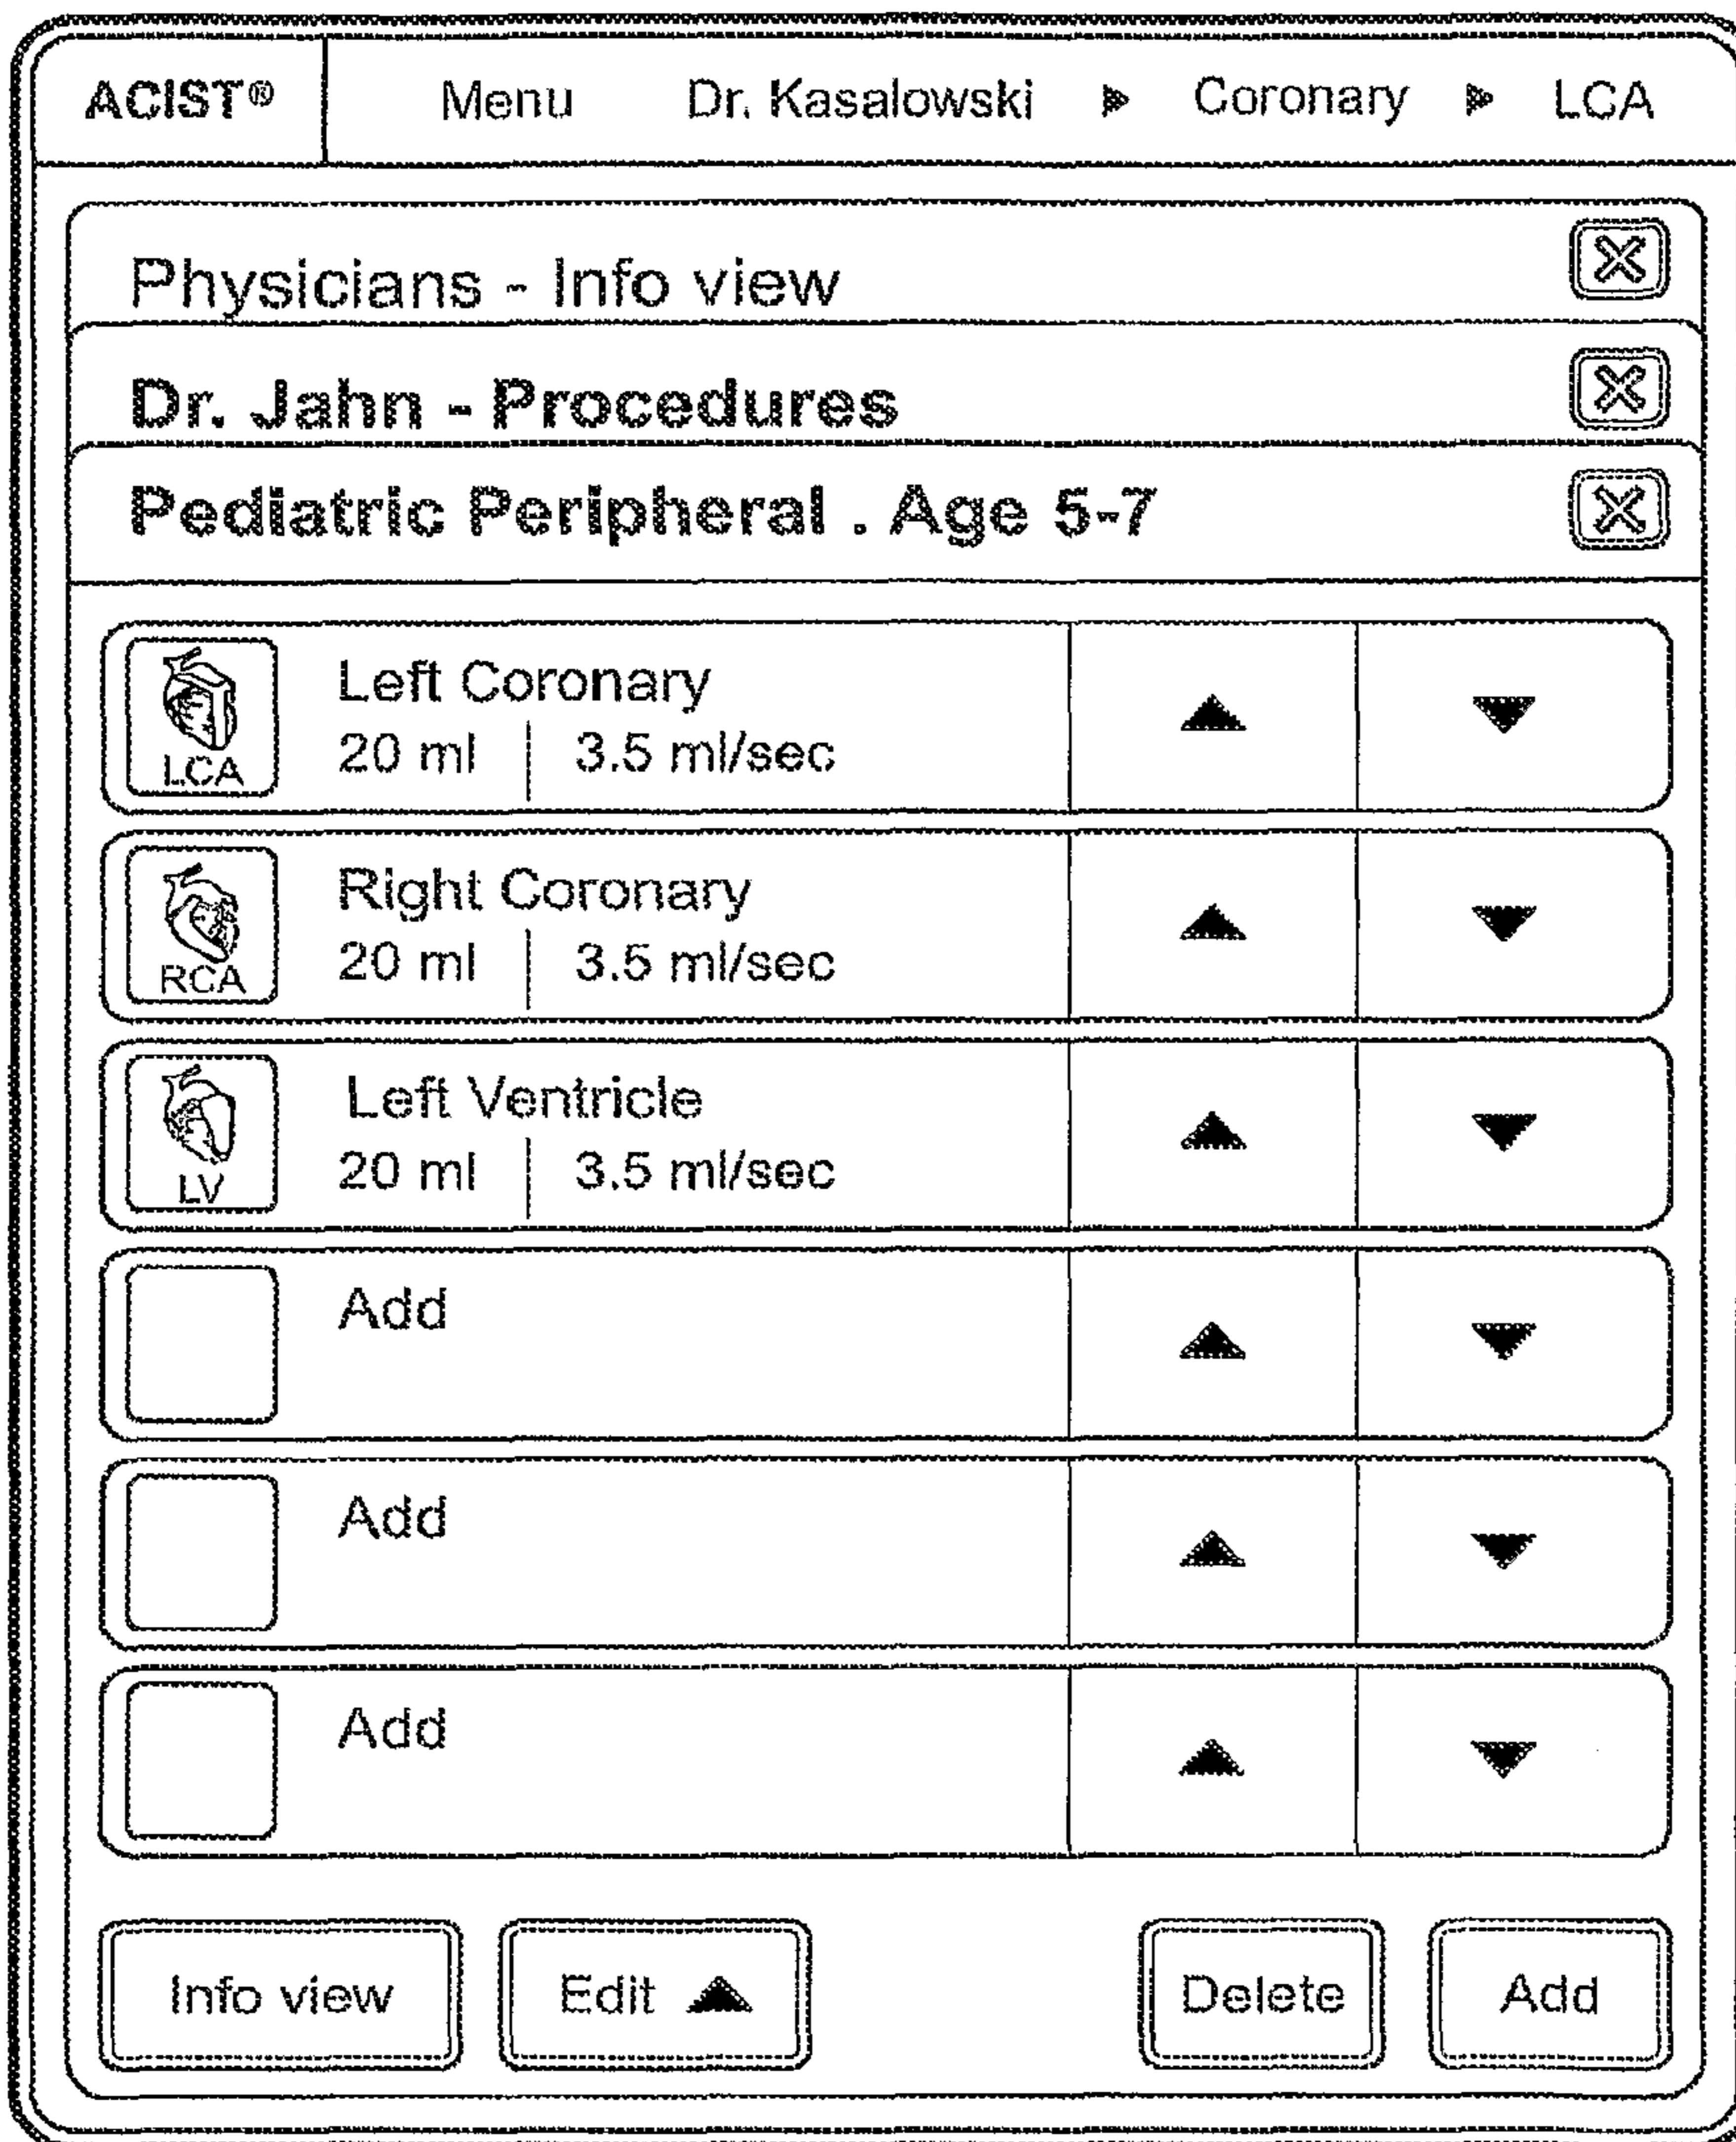 ACIST® Menu Dr. Kasalowski ▶ Coronary ▶ LCA
Physicians - Info view
Dr. Jahn - Procedures
Pediatric Peripheral . Age 5-7
Left Coronary
20 ml | 3.5 ml/sec
LCA
Right Coronary
20 ml | 3.5 ml/sec
RCA
Left Ventricle
20 ml | 3.5 ml/sec
LV
Add
Add
Add
Info view Edit ▲ Delete Add